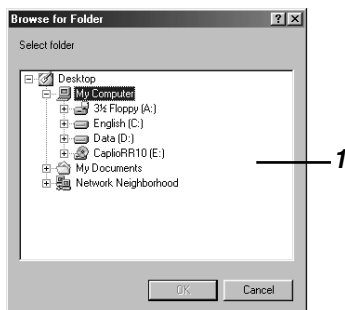 Browse for Folder
Select folder
Desktop
My Computer
3½ Floppy (A:)
English (C:)
Data (D:)
CaplioRR10 (E:)
My Documents
Network Neighborhood
1
OK
Cancel